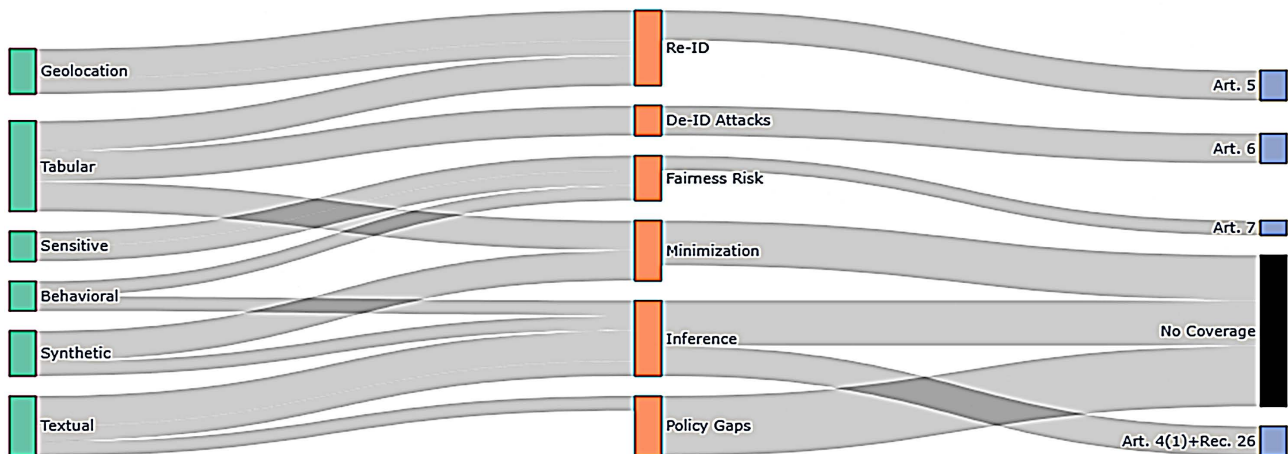 Geolocation
Tabular
Sensitive
Behavioral
Synthetic
Textual
Re-ID
De-ID Attacks
Fairness Risk
Minimization
Inference
Policy Gaps
Art. 5
Art. 6
Art. 7
No Coverage
Art. 4(1)+Rec. 26